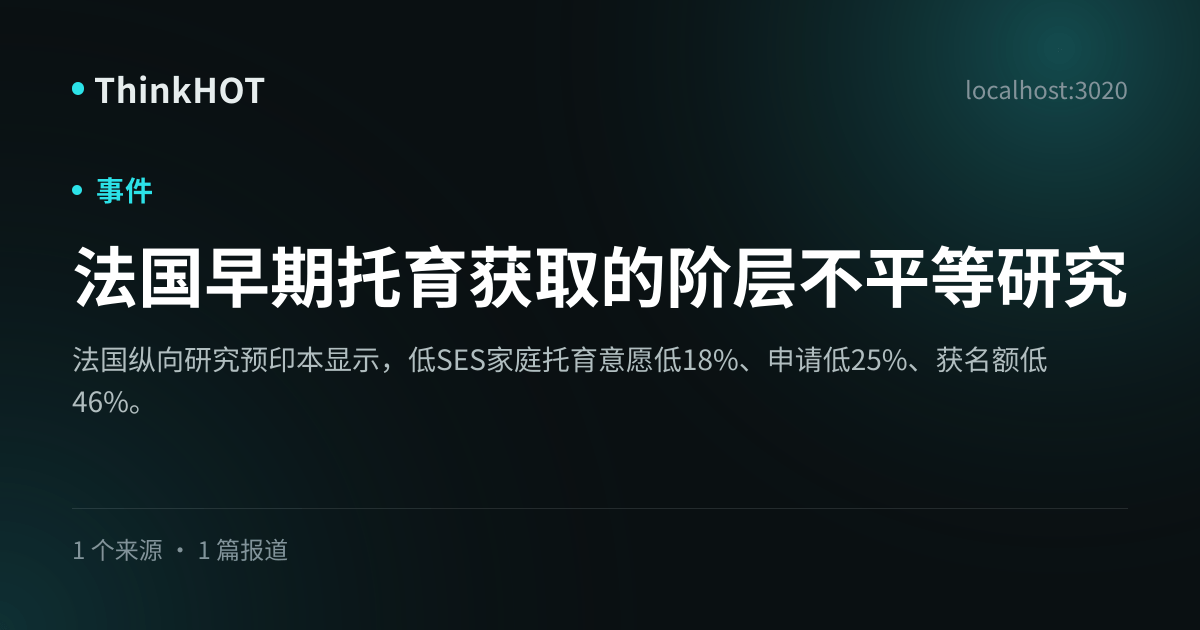 ThinkHOT
localhost:3020
事件
法国早期托育获取的阶层不平等研究
法国纵向研究预印本显示，低SES家庭托育意愿低18%、申请低25%、获名额低
46%。
1 个来源 · 1 篇报道